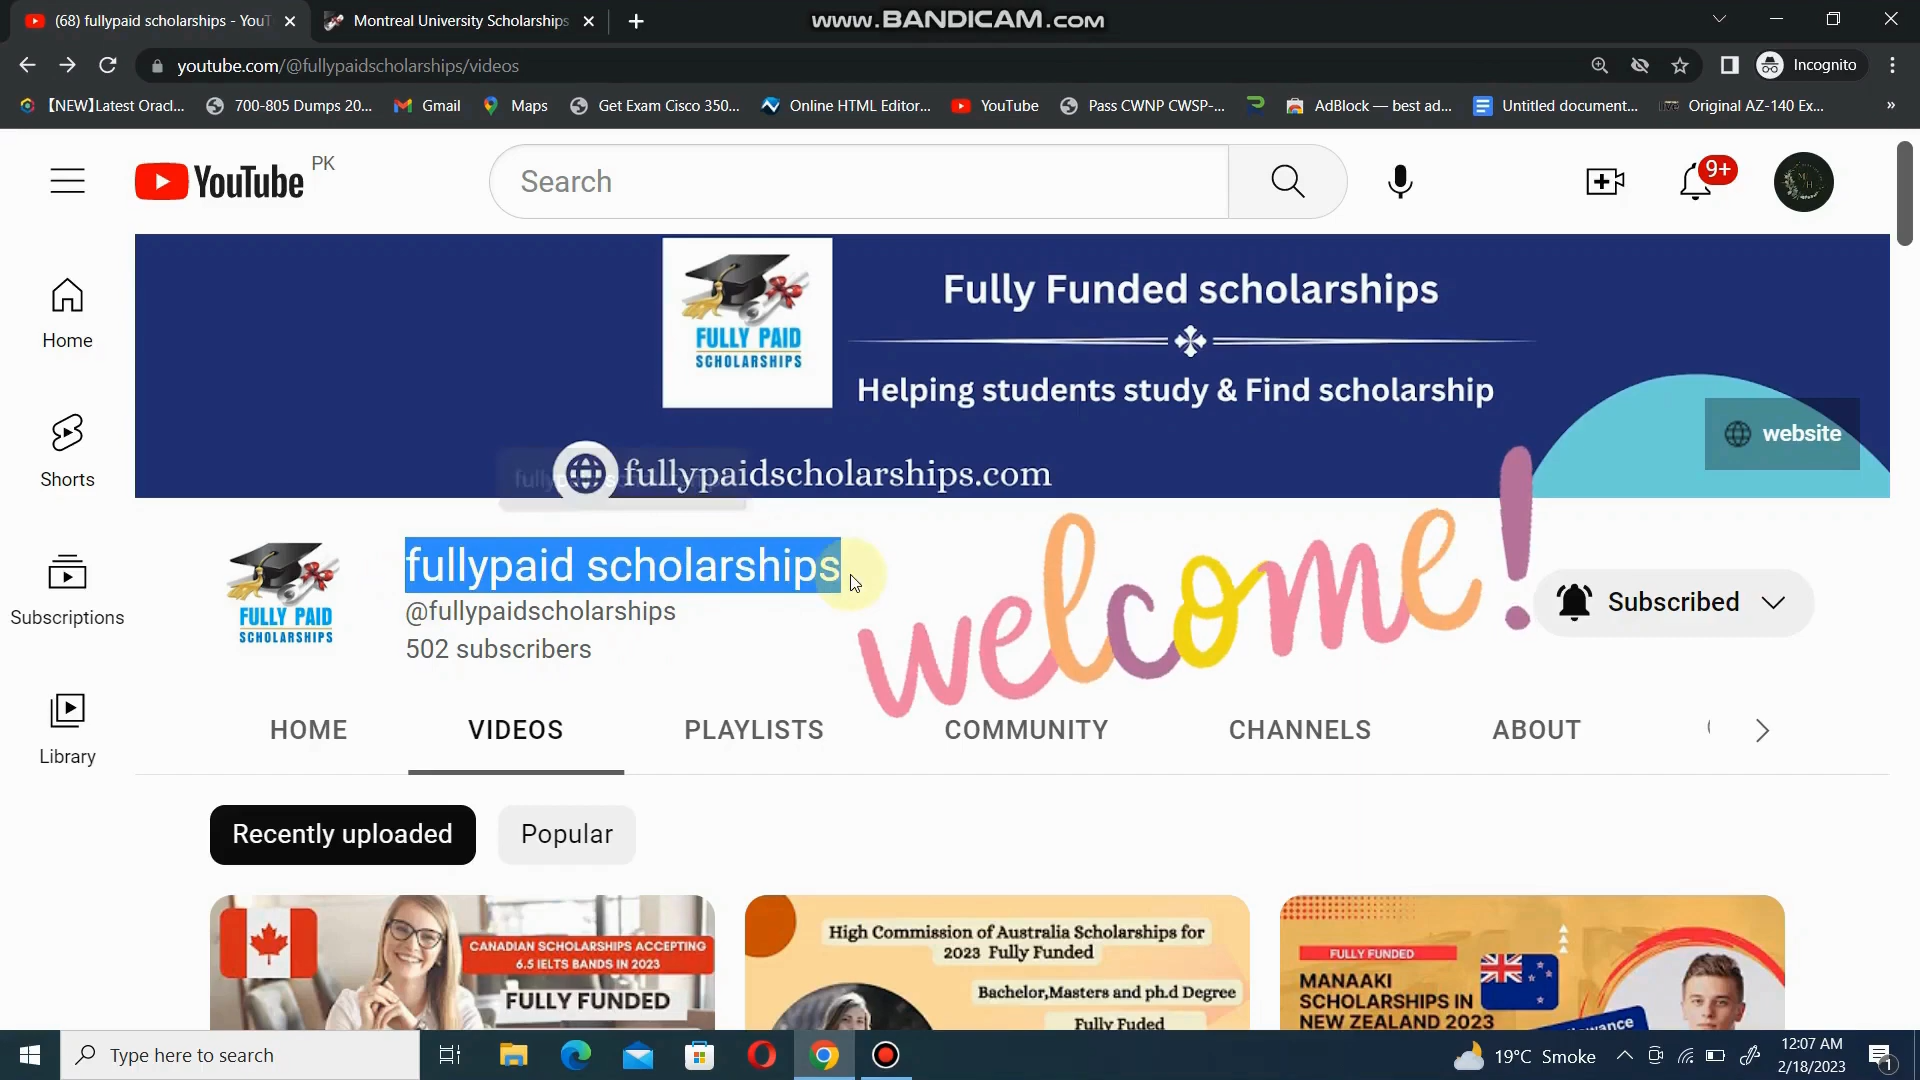 (68) fullypaid scholarships - YouT
Montreal University Scholarships
www.BANDICAM.com
youtube.com/@fullypaidscholarships/videos
Incognito
【NEW】Latest Oracl...
700-805 Dumps 20...
Gmail
Maps
Get Exam Cisco 350...
Online HTML Editor...
YouTube
Pass CWNP CWSP-...
AdBlock — best ad...
Untitled document...
Original AZ-140 Ex...
»
YouTube PK
Search
9+
Home
Shorts
Subscriptions
Library
FULLY PAID
SCHOLARSHIPS
Fully Funded scholarships
Helping students study & Find scholarship
website
fullypaidscholarships.com
welcome!
FULLY PAID
SCHOLARSHIPS
fullypaid scholarships
@fullypaidscholarships
502 subscribers
Subscribed
HOME
VIDEOS
PLAYLISTS
COMMUNITY
CHANNELS
ABOUT
Recently uploaded
Popular
CANADIAN SCHOLARSHIPS ACCEPTING
6.5 IELTS BANDS IN 2023
FULLY FUNDED
High Commission of Australia Scholarships for
2023 Fully Funded
Bachelor,Masters and ph.d Degree
Fully Fuded
FULLY FUNDED
MANAAKI
SCHOLARSHIPS IN
NEW ZEALAND 2023
Type here to search
19°C Smoke
12:07 AM
2/18/2023
1